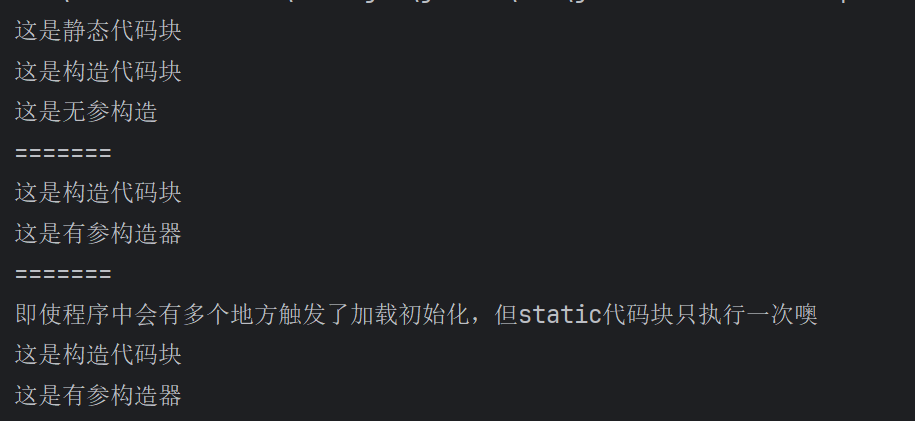 这是静态代码块
这是构造代码块
这是无参构造
=======
这是构造代码块
这是有参构造器
=======
即使程序中会有多个地方触发了加载初始化，但static代码块只执行一次噢
这是构造代码块
这是有参构造器